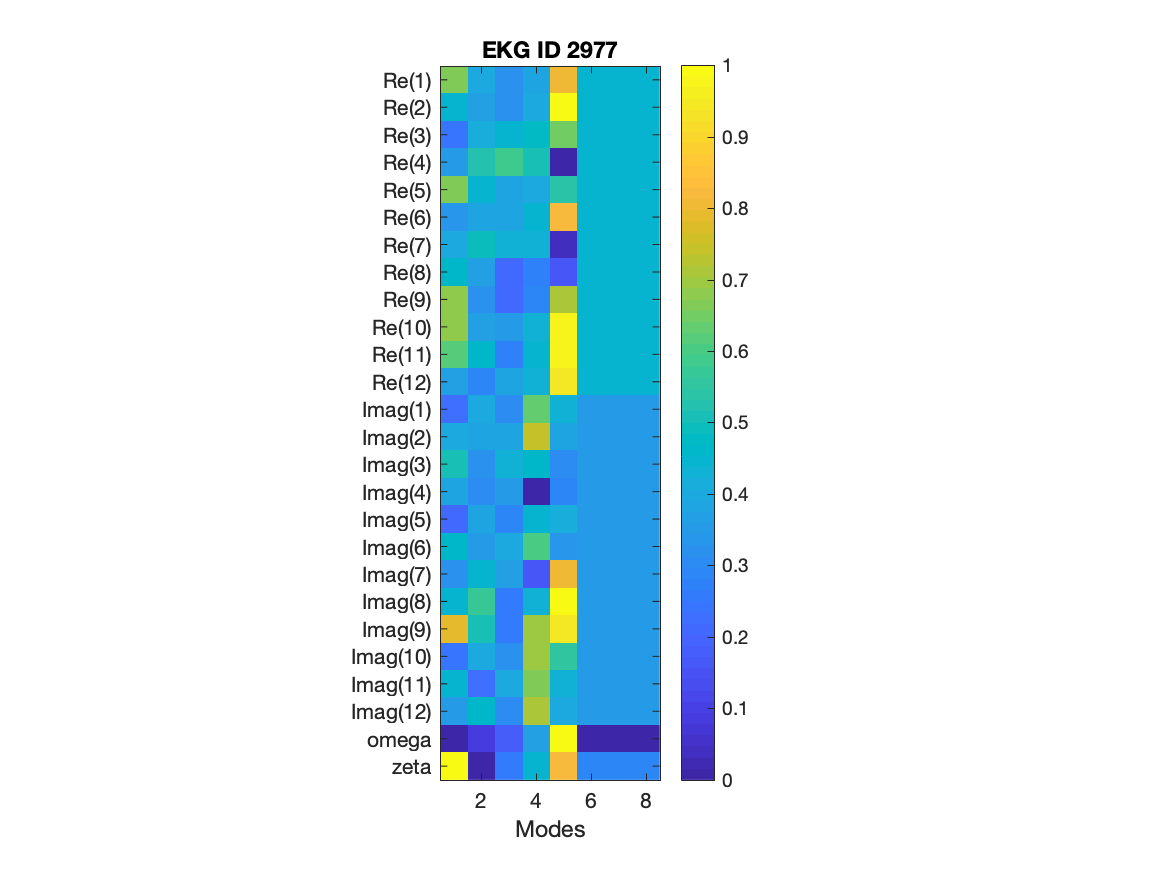 EKG ID 2977
Re(1)
Re(2)
Re(3)
Re(4)
Re(5)
Re(6)
Re(7)
Re(8)
Re(9)
Re(10)
Re(11)
Re(12)
Imag(1)
Imag(2)
Imag(3)
Imag(4)
Imag(5)
Imag(6)
Imag(7)
Imag(8)
Imag(9)
Imag(10)
Imag(11)
Imag(12)
omega
zeta
2 4 6 8
Modes
1
0.9
0.8
0.7
0.6
0.5
0.4
0.3
0.2
0.1
0